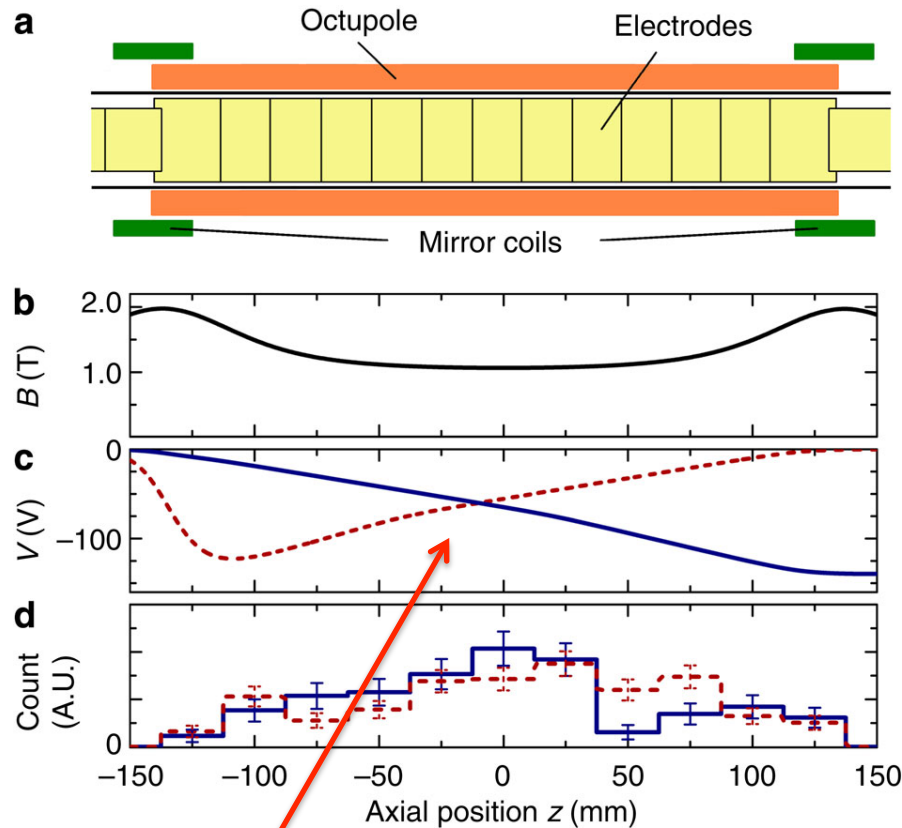 a
Octupole
Electrodes
Mirror coils
b
2.0
1.0
B (T)
c
0
−100
V (V)
d
Count
(A.U.)
0
−150 −100 −50 0 50 100 150
Axial position z (mm)